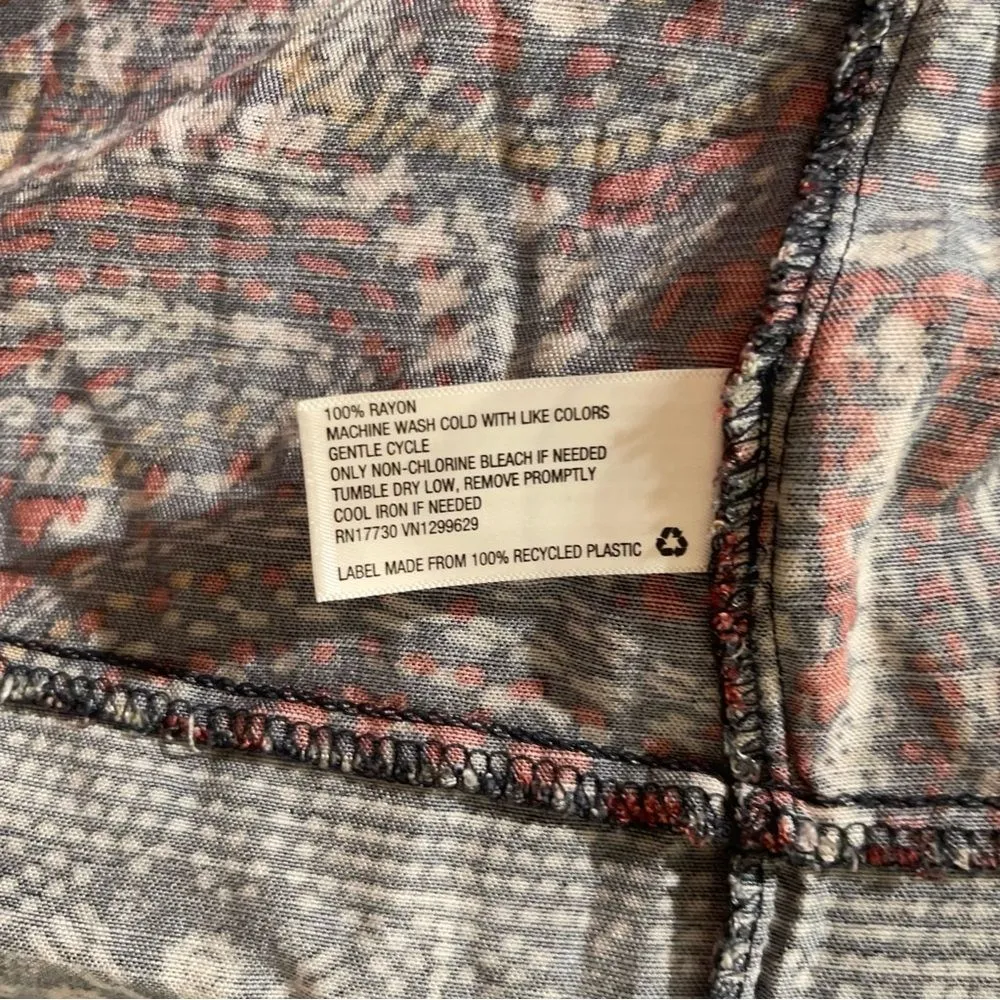 100% RAYON
MACHINE WASH COLD WITH LIKE COLORS
GENTLE CYCLE
ONLY NON-CHLORINE BLEACH IF NEEDED
TUMBLE DRY LOW, REMOVE PROMPTLY
COOL IRON IF NEEDED
RN17730 VN1299629
LABEL MADE FROM 100% RECYCLED PLASTIC